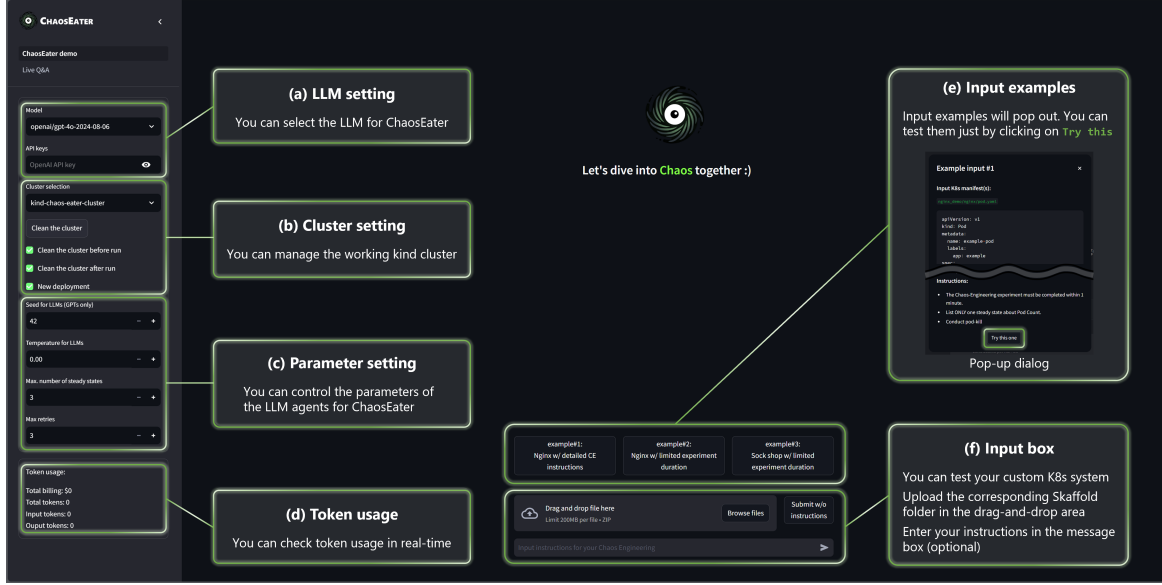 ChaosEater
ChaosEater demo
Live Q&A
Model
openai/gpt-4o-2024-08-06
API keys
OpenAI API key
Cluster selection
kind-chaos-eater-cluster
Clean the cluster
Clean the cluster before run
Clean the cluster after run
New deployment
Seed for LLMs (GPTs only)
42
Temperature for LLMs
0.00
Max. number of steady states
3
Max retries
3
Token usage:
Total billing: $0
Total tokens: 0
Input tokens: 0
Ouput tokens: 0
(a) LLM setting
You can select the LLM for ChaosEater
(b) Cluster setting
You can manage the working kind cluster
(c) Parameter setting
You can control the parameters of
the LLM agents for ChaosEater
(d) Token usage
You can check token usage in real-time
Let's dive into Chaos together :)
example#1:
Nginx w/ detailed CE
instructions
example#2:
Nginx w/ limited experiment
duration
example#3:
Sock shop w/ limited
experiment duration
Drag and drop file here
Limit 200MB per file • ZIP
Browse files
Submit w/o
instructions
Input instructions for your Chaos Engineering
(e) Input examples
Input examples will pop out. You can
test them just by clicking on Try this
Example input #1
Input K8s manifest(s):
apiVersion: v1
kind: Pod
metadata:
name: example-pod
labels:
app: example
Instructions:
• The Chaos-Engineering experiment must be completed within 1
minute.
• List ONLY one steady state about Pod Count.
• Conduct pod-kill
Try this one
Pop-up dialog
(f) Input box
You can test your custom K8s system
Upload the corresponding Skaffold
folder in the drag-and-drop area
Enter your instructions in the message
box (optional)